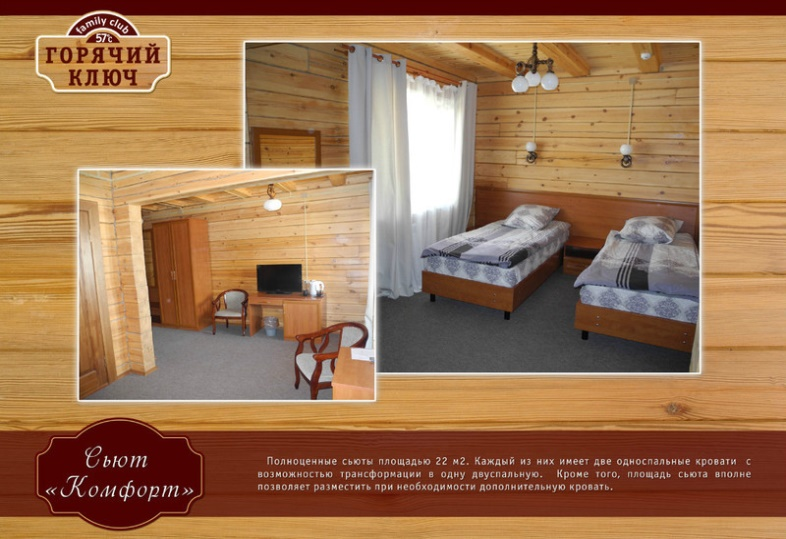 family club
57°c
ГОРЯЧИЙ
КЛЮЧ
Сьют
«Комфорт»
Полноценные сьюты площадью 22 м2. Каждый из них имеет две односпальные кровати с
возможностью трансформации в одну двуспальную. Кроме того, площадь сьюта вполне
позволяет разместить при необходимости дополнительную кровать.